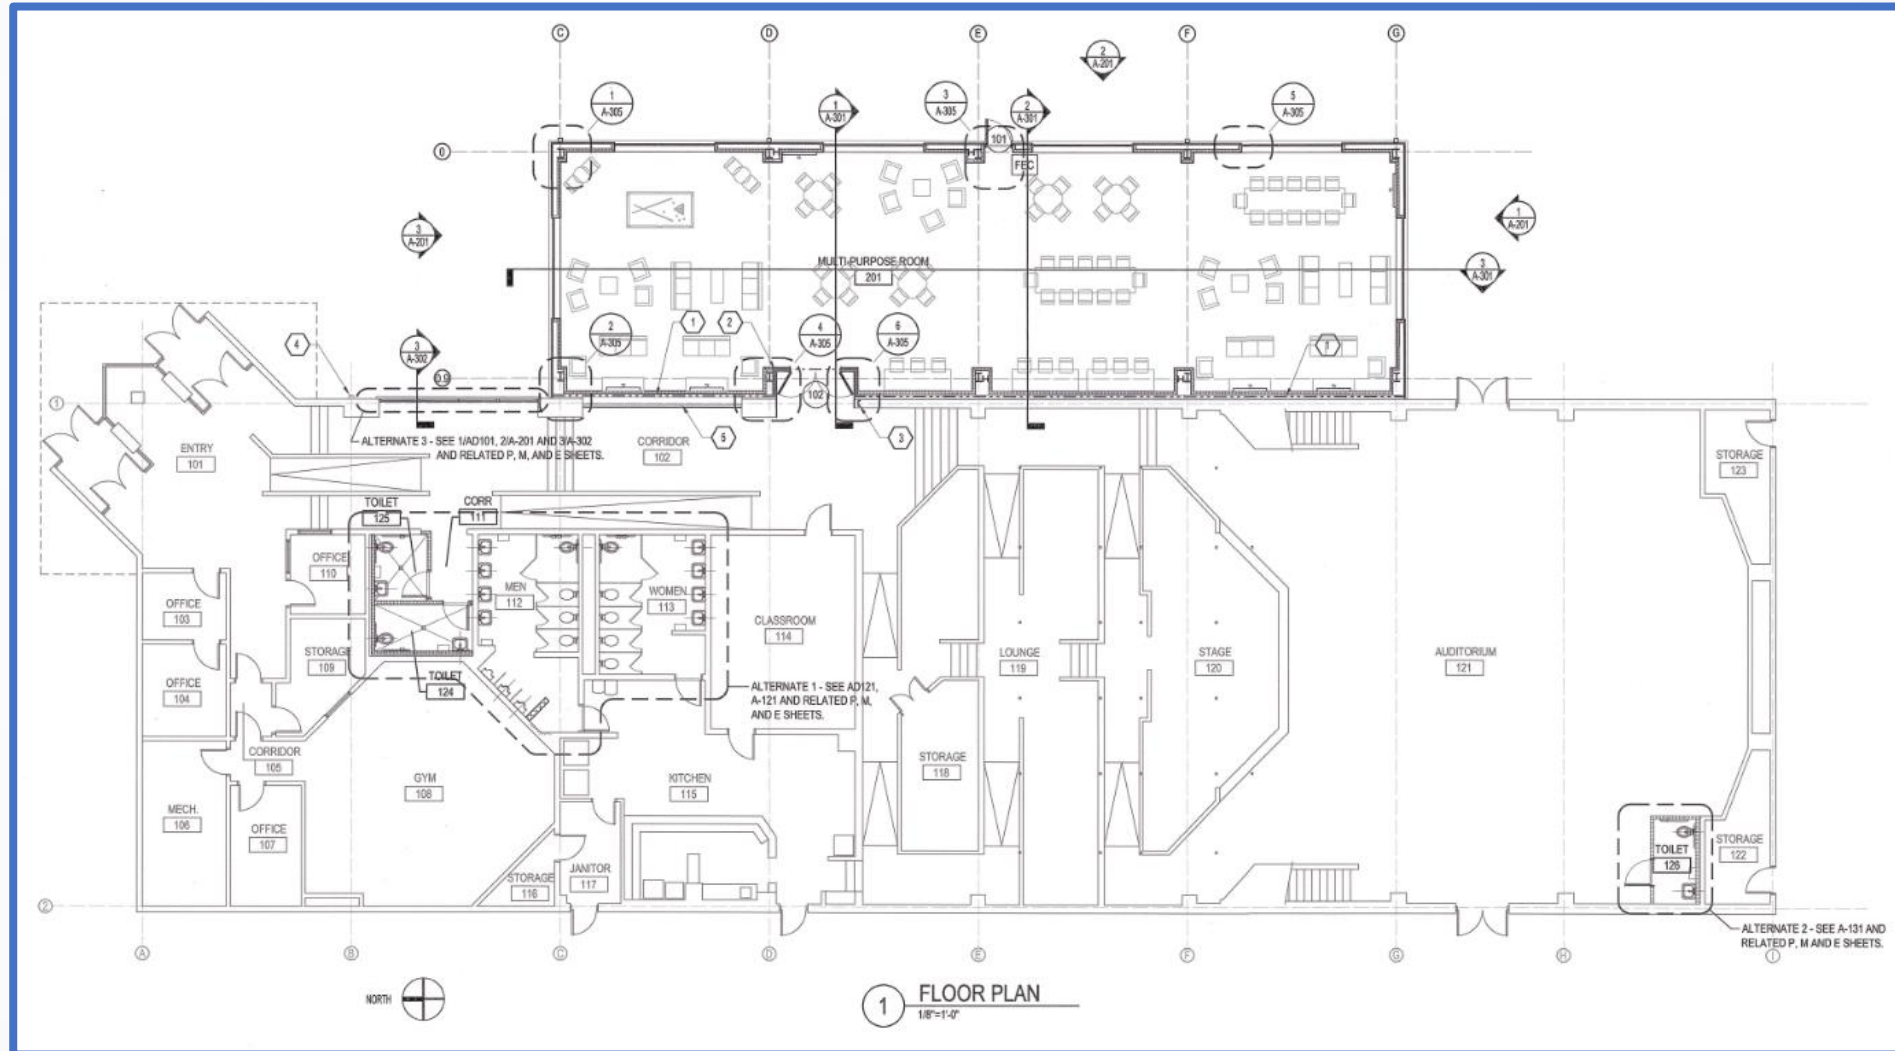 C
D
E
F
G
2
A-201
1
A-305
1
A-301
3
A-305
2
A-301
5
A-305
0
101
FEC
3
A-201
1
A-201
MULTI-PURPOSE ROOM
201
3
A-301
4
3
A-302
2
A-305
1
2
4
A-305
6
A-305
1
0.9
102
1
ALTERNATE 3 - SEE 1/AD101, 2/A-201 AND 3/A-302
AND RELATED P, M, AND E SHEETS.
5
3
ENTRY
101
CORRIDOR
102
STORAGE
123
TOILET
125
CORR
111
OFFICE
110
MEN
112
WOMEN
113
OFFICE
103
CLASSROOM
114
STORAGE
109
LOUNGE
119
STAGE
120
AUDITORIUM
121
OFFICE
104
TOILET
124
ALTERNATE 1 - SEE AD121,
A-121 AND RELATED P, M,
AND E SHEETS.
CORRIDOR
105
GYM
108
KITCHEN
115
STORAGE
118
MECH.
106
OFFICE
107
STORAGE
116
JANITOR
117
TOILET
126
STORAGE
122
2
ALTERNATE 2 - SEE A-131 AND
RELATED P, M AND E SHEETS.
A
B
C
D
E
F
G
H
I
NORTH
1
FLOOR PLAN
1/8"=1'-0"